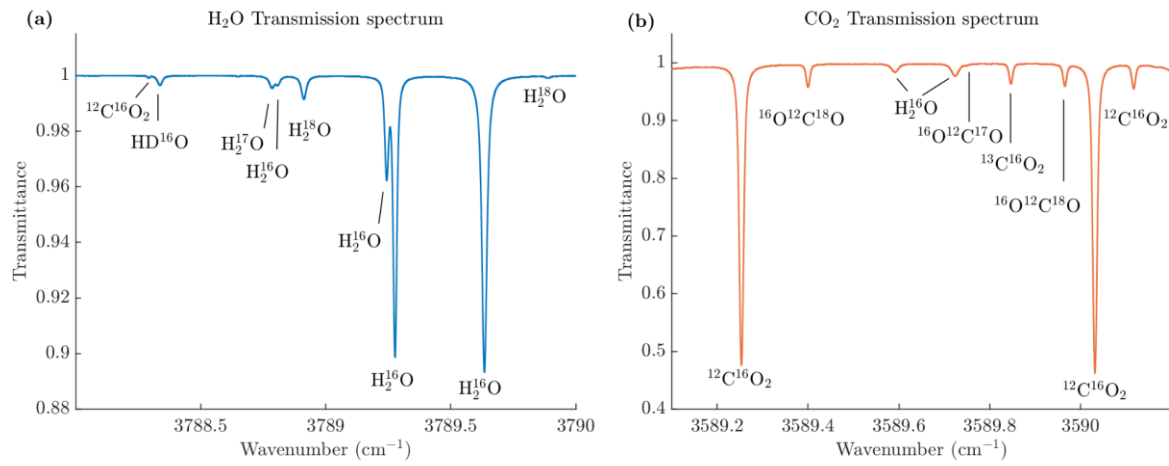 (a) H₂O Transmission spectrum
Transmittance
1
0.98
0.96
0.94
0.92
0.9
0.88
¹²C¹⁶O₂
HD¹⁶O
H₂¹⁷O
H₂¹⁶O
H₂¹⁸O
H₂¹⁶O
H₂¹⁶O
H₂¹⁶O
H₂¹⁸O
3788.5 3789 3789.5 3790
Wavenumber (cm⁻¹)
(b) CO₂ Transmission spectrum
Transmittance
1
0.9
0.8
0.7
0.6
0.5
0.4
¹⁶O¹²C¹⁸O
H₂¹⁶O
¹⁶O¹²C¹⁷O
¹³C¹⁶O₂
¹⁶O¹²C¹⁸O
¹²C¹⁶O₂
¹²C¹⁶O₂
¹²C¹⁶O₂
3589.2 3589.4 3589.6 3589.8 3590
Wavenumber (cm⁻¹)